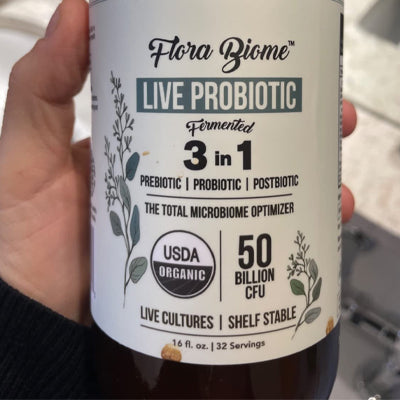 Flora Biome™
LIVE PROBIOTIC
Fermented
3 in 1
PREBIOTIC | PROBIOTIC | POSTBIOTIC
THE TOTAL MICROBIOME OPTIMIZER
USDA
ORGANIC
50
BILLION
CFU
LIVE CULTURES | SHELF STABLE
16 fl. oz. | 32 Servings